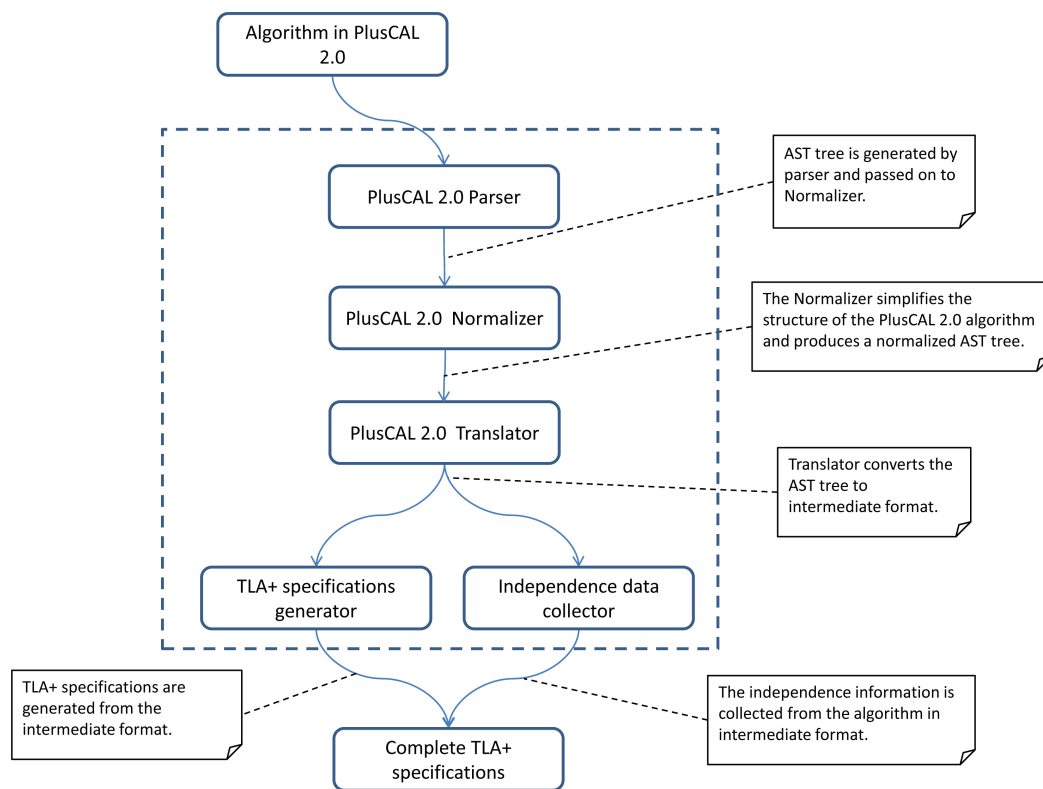 Algorithm in PlusCAL
2.0
AST tree is generated by
parser and passed on to
Normalizer.
PlusCAL 2.0 Parser
The Normalizer simplifies the
structure of the PlusCAL 2.0 algorithm
and produces a normalized AST tree.
PlusCAL 2.0 Normalizer
PlusCAL 2.0 Translator
Translator converts the
AST tree to
intermediate format.
TLA+ specifications
generator
Independence data
collector
TLA+ specifications are
generated from the
intermediate format.
The independence information is
collected from the algorithm in
intermediate format.
Complete TLA+
specifications